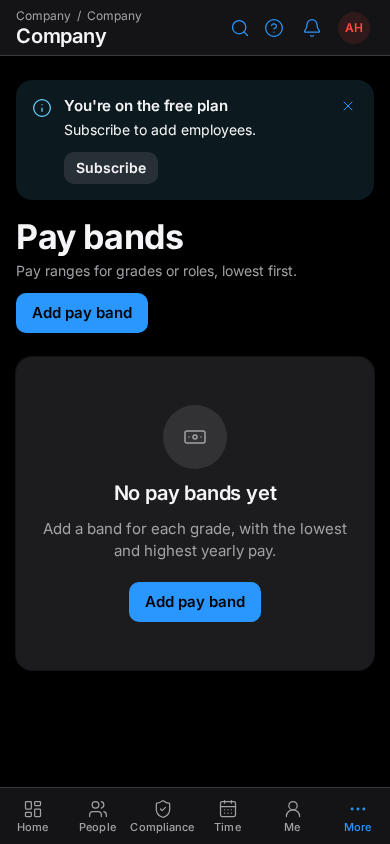 Company / Company
Company
AH
You're on the free plan
Subscribe to add employees.
Subscribe
Pay bands
Pay ranges for grades or roles, lowest first.
Add pay band
No pay bands yet
Add a band for each grade, with the lowest
and highest yearly pay.
Add pay band
Home
People
Compliance
Time
Me
More